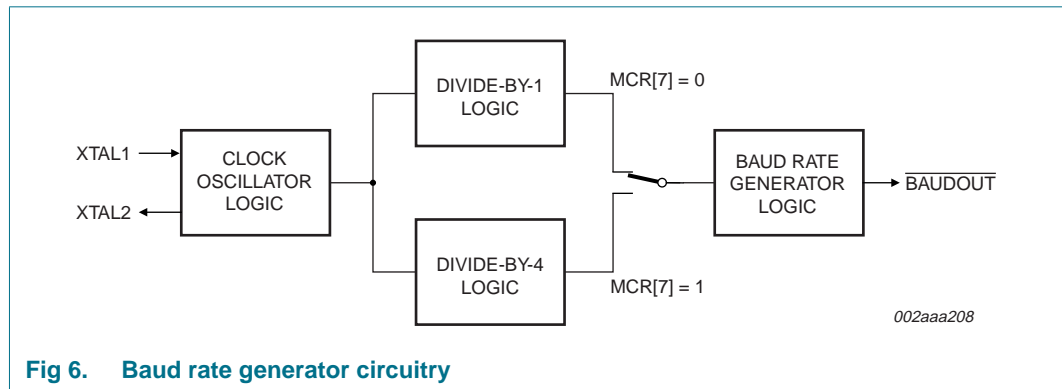 DIVIDE-BY-1
LOGIC
MCR[7] = 0
XTAL1
XTAL2
CLOCK
OSCILLATOR
LOGIC
BAUD RATE
GENERATOR
LOGIC
BAUDOUT
DIVIDE-BY-4
LOGIC
MCR[7] = 1
002aaa208
Fig 6. Baud rate generator circuitry